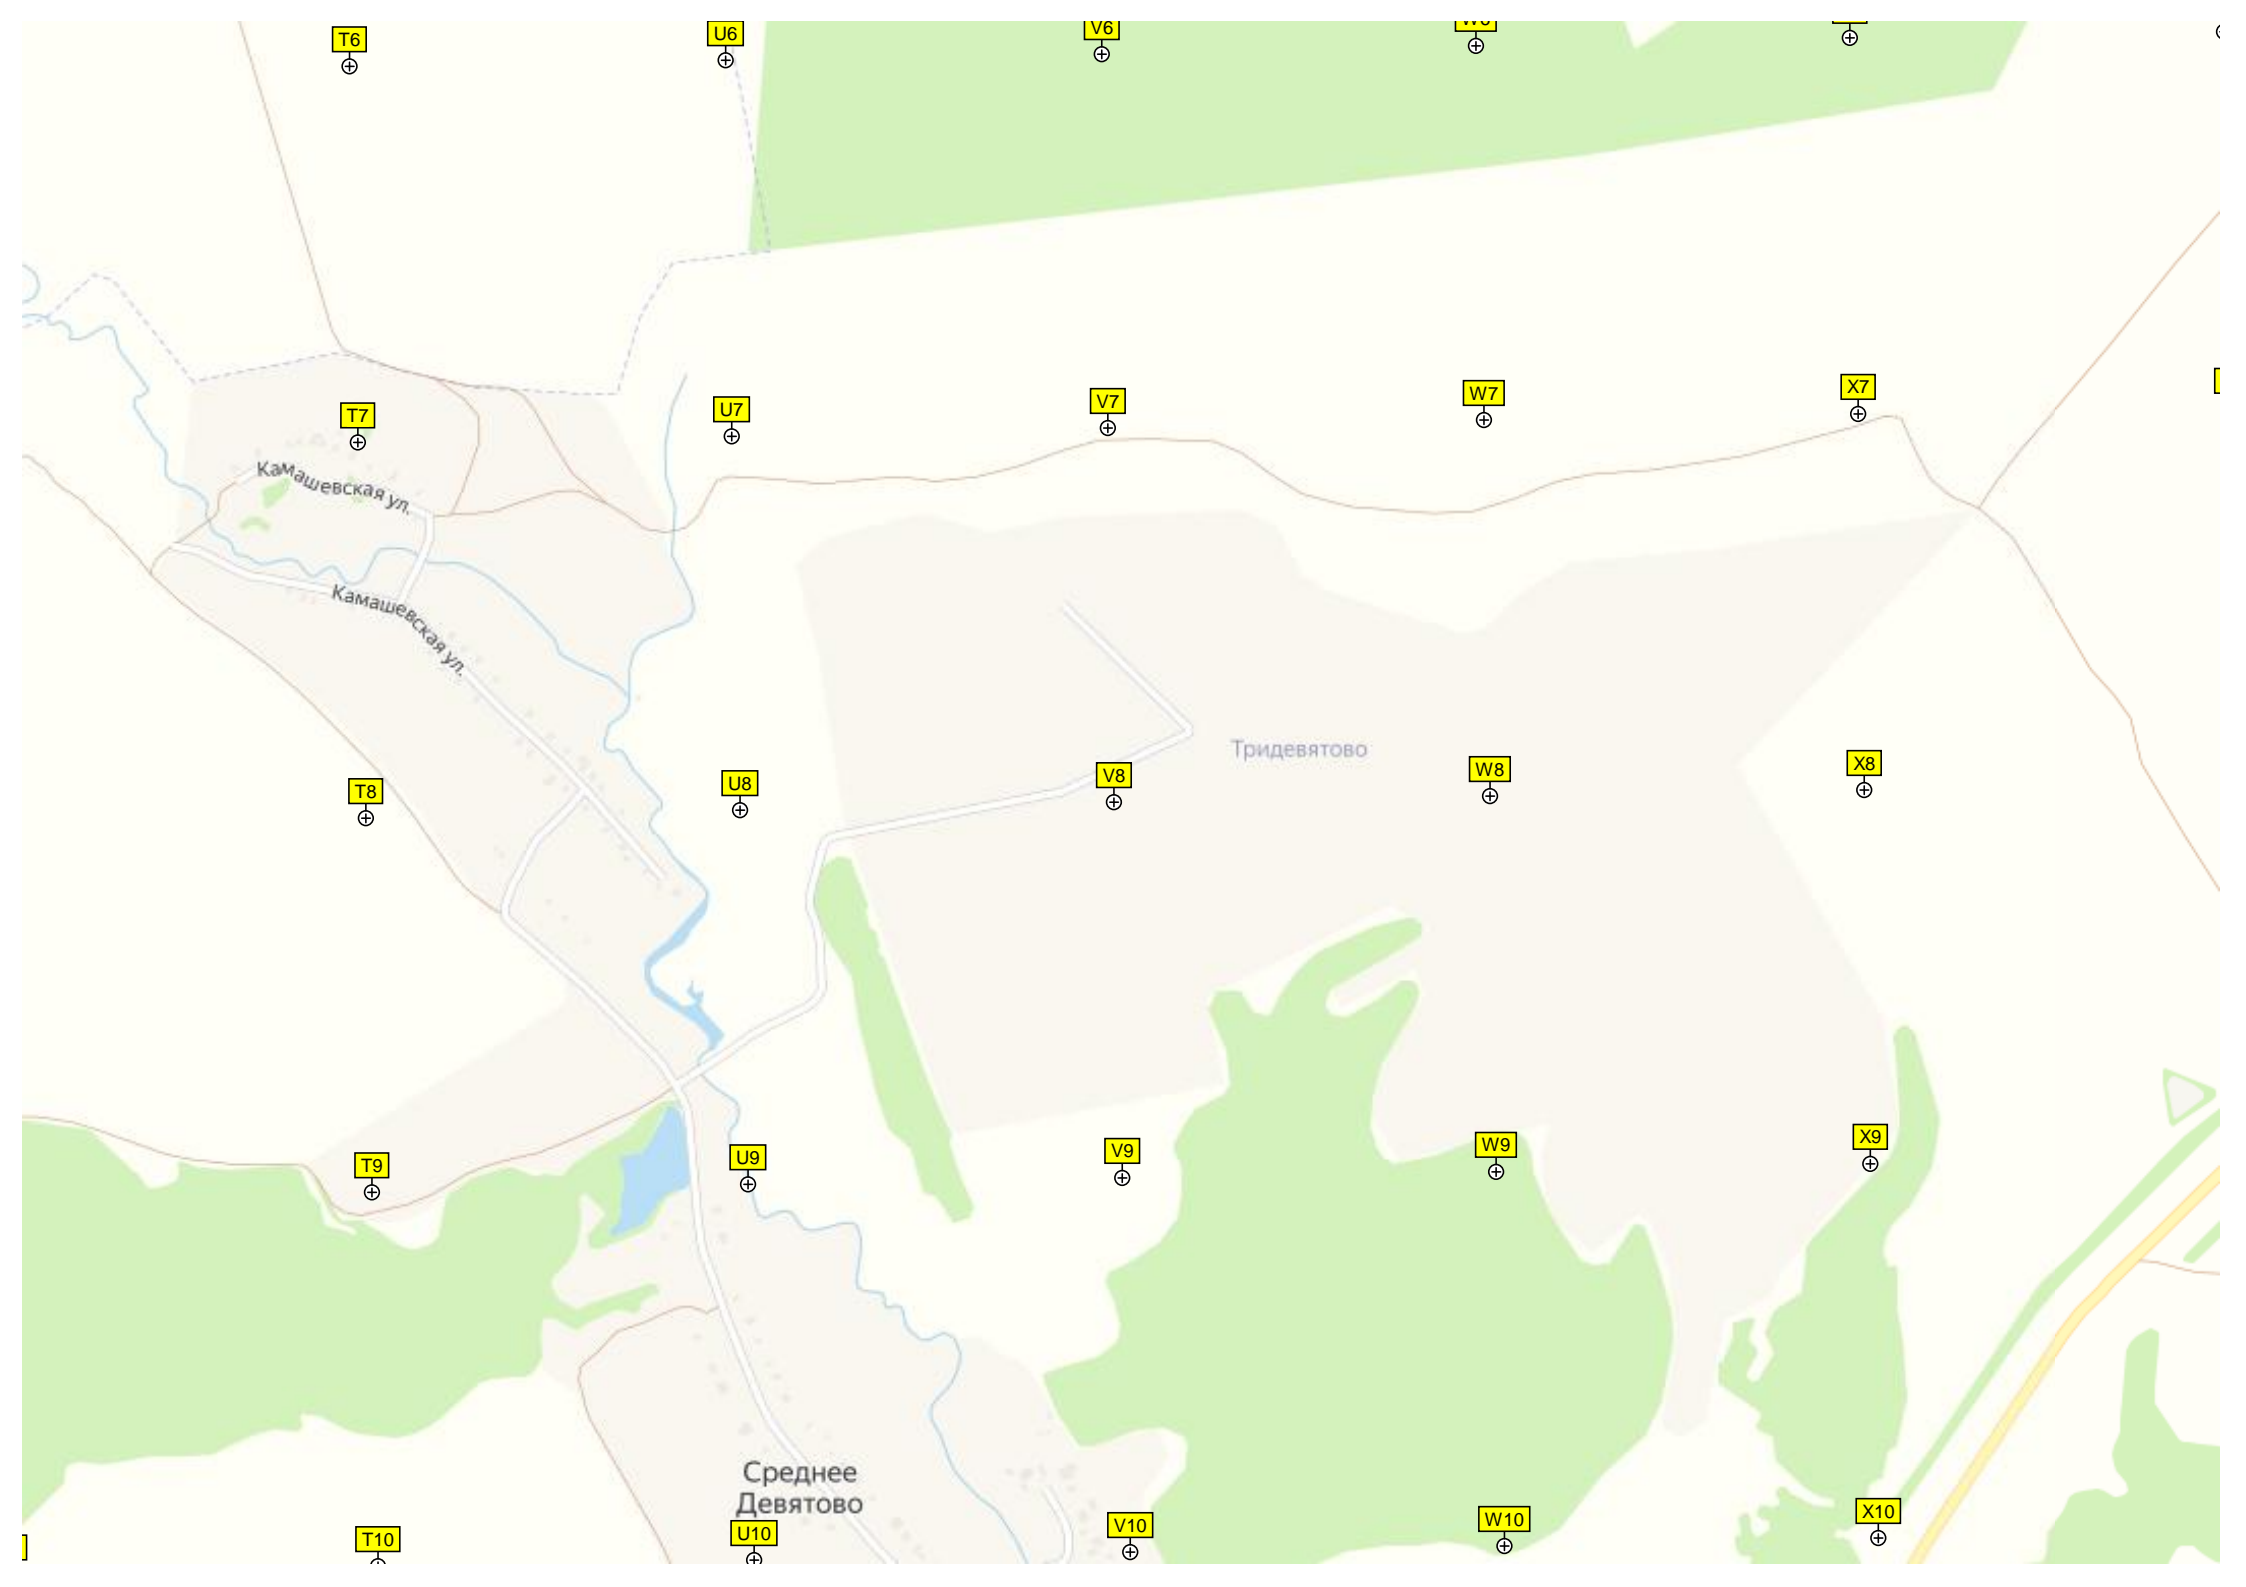 T6
U6
V6
T7
U7
V7
W7
X7
Камашевская ул.
Камашевская ул.
Тридевятово
T8
U8
V8
W8
X8
T9
U9
V9
W9
X9
Среднее
Девятово
T10
U10
V10
W10
X10